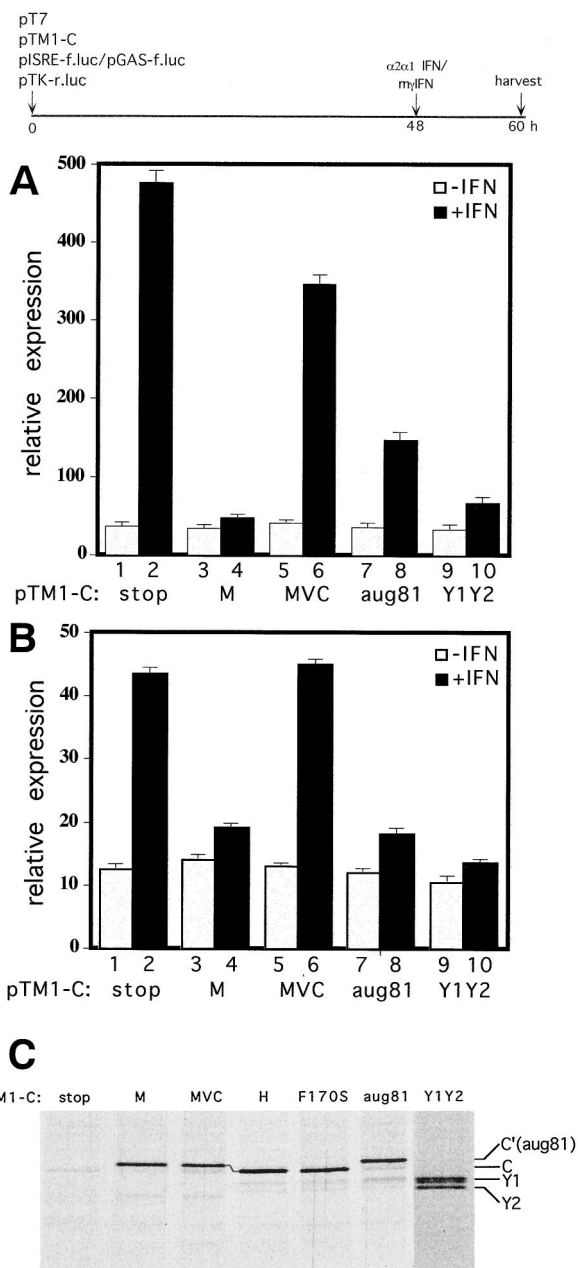 pT7
pTM1-C
pISRE-f.luc/pGAS-f.luc
pTK-r.luc
α2α1 IFN/
mγIFN
harvest
0
48
60 h
A
500
400
300
200
100
0
relative expression
-IFN
+IFN
1 2 3 4 5 6 7 8 9 10
pTM1-C: stop M MVC aug81 Y1Y2
B
50
40
30
20
10
0
relative expression
-IFN
+IFN
1 2 3 4 5 6 7 8 9 10
pTM1-C: stop M MVC aug81 Y1Y2
C
M1-C: stop M MVC H F170S aug81 Y1Y2
C'(aug81)
C
Y1
Y2